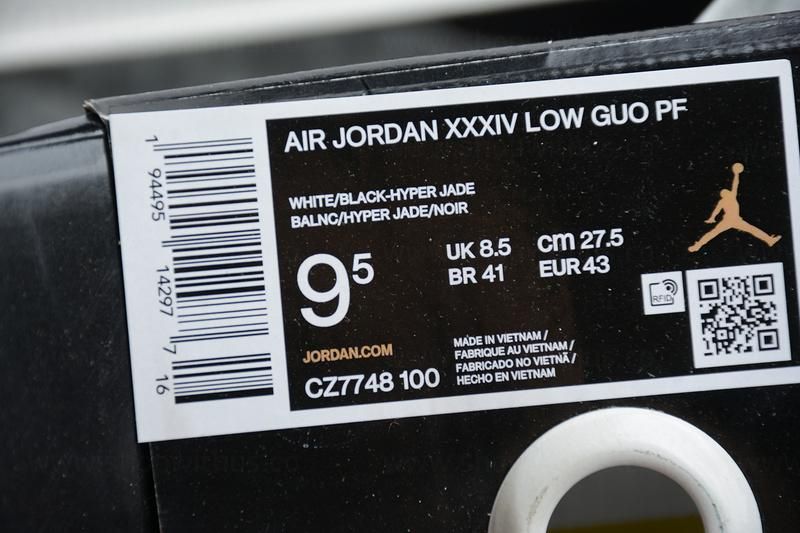 AIR JORDAN XXXIV LOW GUO PF
WHITE/BLACK-HYPER JADE
BALNC/HYPER JADE/NOIR
9⁵
UK 8.5 cm 27.5
BR 41 EUR 43
RFID
JORDAN.COM
CZ7748 100
MADE IN VIETNAM /
FABRIQUE AU VIETNAM /
FABRICADO NO VIETNÃ /
HECHO EN VIETNAM
1 94495 14297 7 16